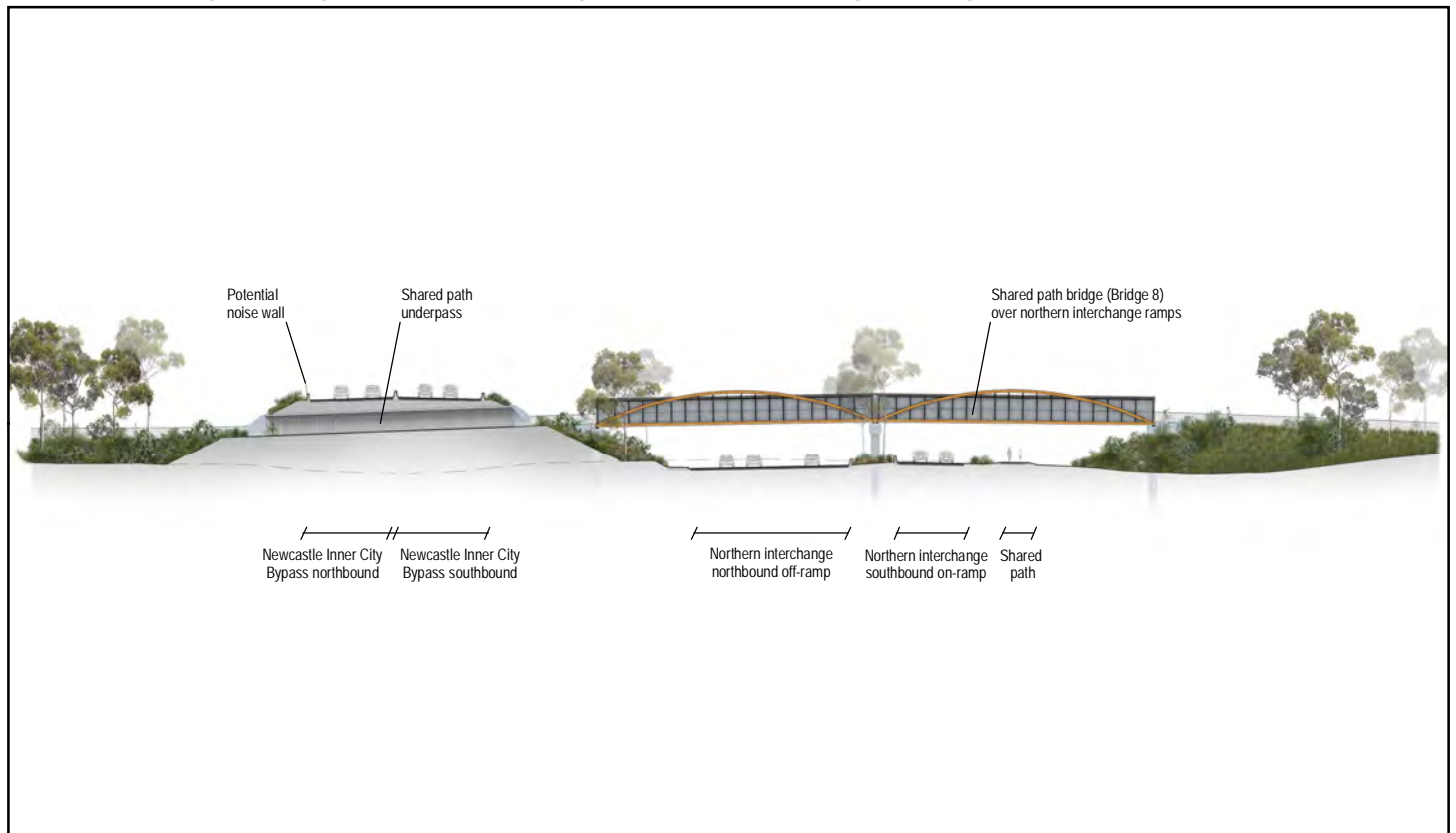 Potential
noise wall
Shared path
underpass
Shared path bridge (Bridge 8)
over northern interchange ramps
Newcastle Inner City
Bypass northbound
Newcastle Inner City
Bypass southbound
Northern interchange
northbound off-ramp
Northern interchange
southbound on-ramp
Shared
path